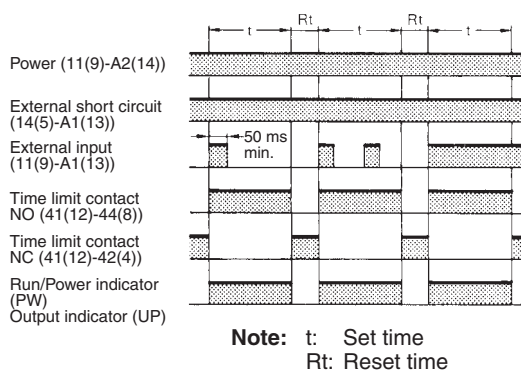 Rt Rt
t t t
Power (11(9)-A2(14))
External short circuit
(14(5)-A1(13))
External input
(11(9)-A1(13))
50 ms
min.
Time limit contact
NO (41(12)-44(8))
Time limit contact
NC (41(12)-42(4))
Run/Power indicator
(PW)
Output indicator (UP)
Note: t: Set time
Rt: Reset time